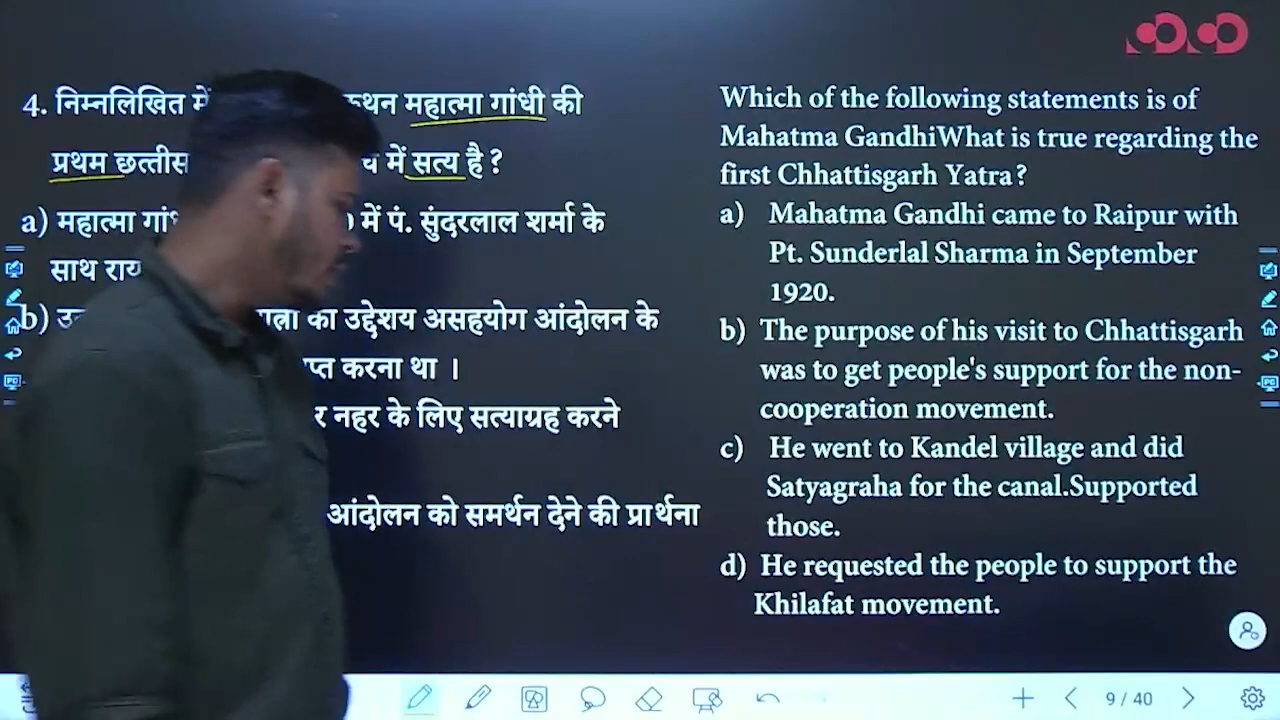 4. निम्नलिखित में कथन महात्मा गांधी की
प्रथम छत्तीस में सत्य है ?
a) महात्मा में पं. सुंदरलाल शर्मा के
साथ
b) का उद्देशय असहयोग आंदोलन के
करना था ।
नहर के लिए सत्याग्रह करने
आंदोलन को समर्थन देने की प्रार्थना
Which of the following statements is of
Mahatma GandhiWhat is true regarding the
first Chhattisgarh Yatra?
a) Mahatma Gandhi came to Raipur with
Pt. Sunderlal Sharma in September
1920.
b) The purpose of his visit to Chhattisgarh
was to get people's support for the non-
cooperation movement.
c) He went to Kandel village and did
Satyagraha for the canal.Supported
those.
d) He requested the people to support the
Khilafat movement.
9 / 40